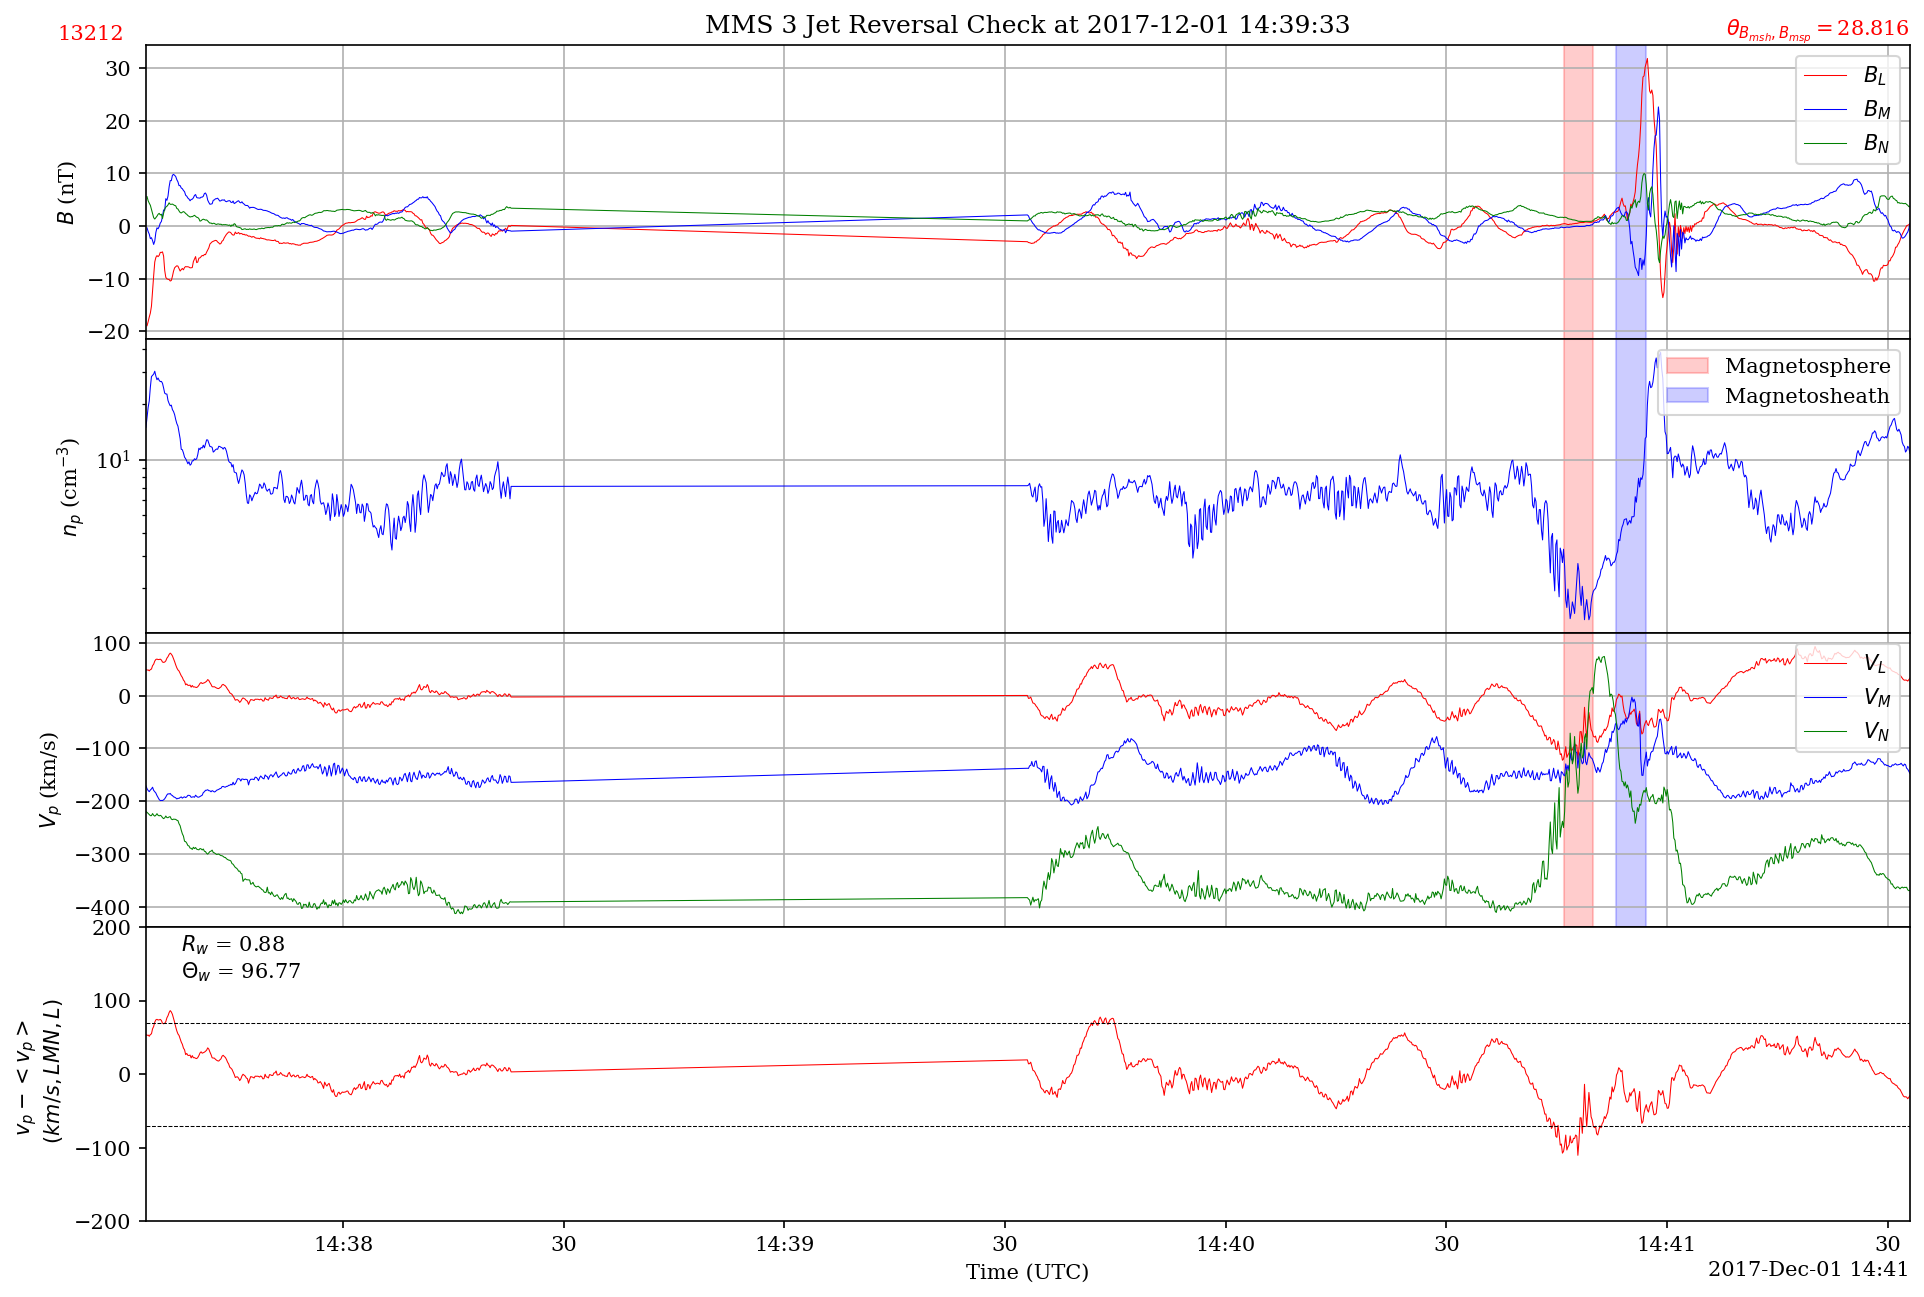 MMS 3 Jet Reversal Check at 2017-12-01 14:39:33
13212
θ_{B_{msh}, B_{msp}} = 28.816
30
20
10
0
−10
−20
B (nT)
B_L
B_M
B_N
10^1
n_p (cm^{−3})
Magnetosphere
Magnetosheath
100
0
−100
−200
−300
−400
V_p (km/s)
V_L
V_M
V_N
200
100
0
−100
−200
v_p − < v_p >
(km/s, LMN, L)
R_w = 0.88
Θ_w = 96.77
14:38
30
14:39
30
14:40
30
14:41
30
Time (UTC)
2017-Dec-01 14:41